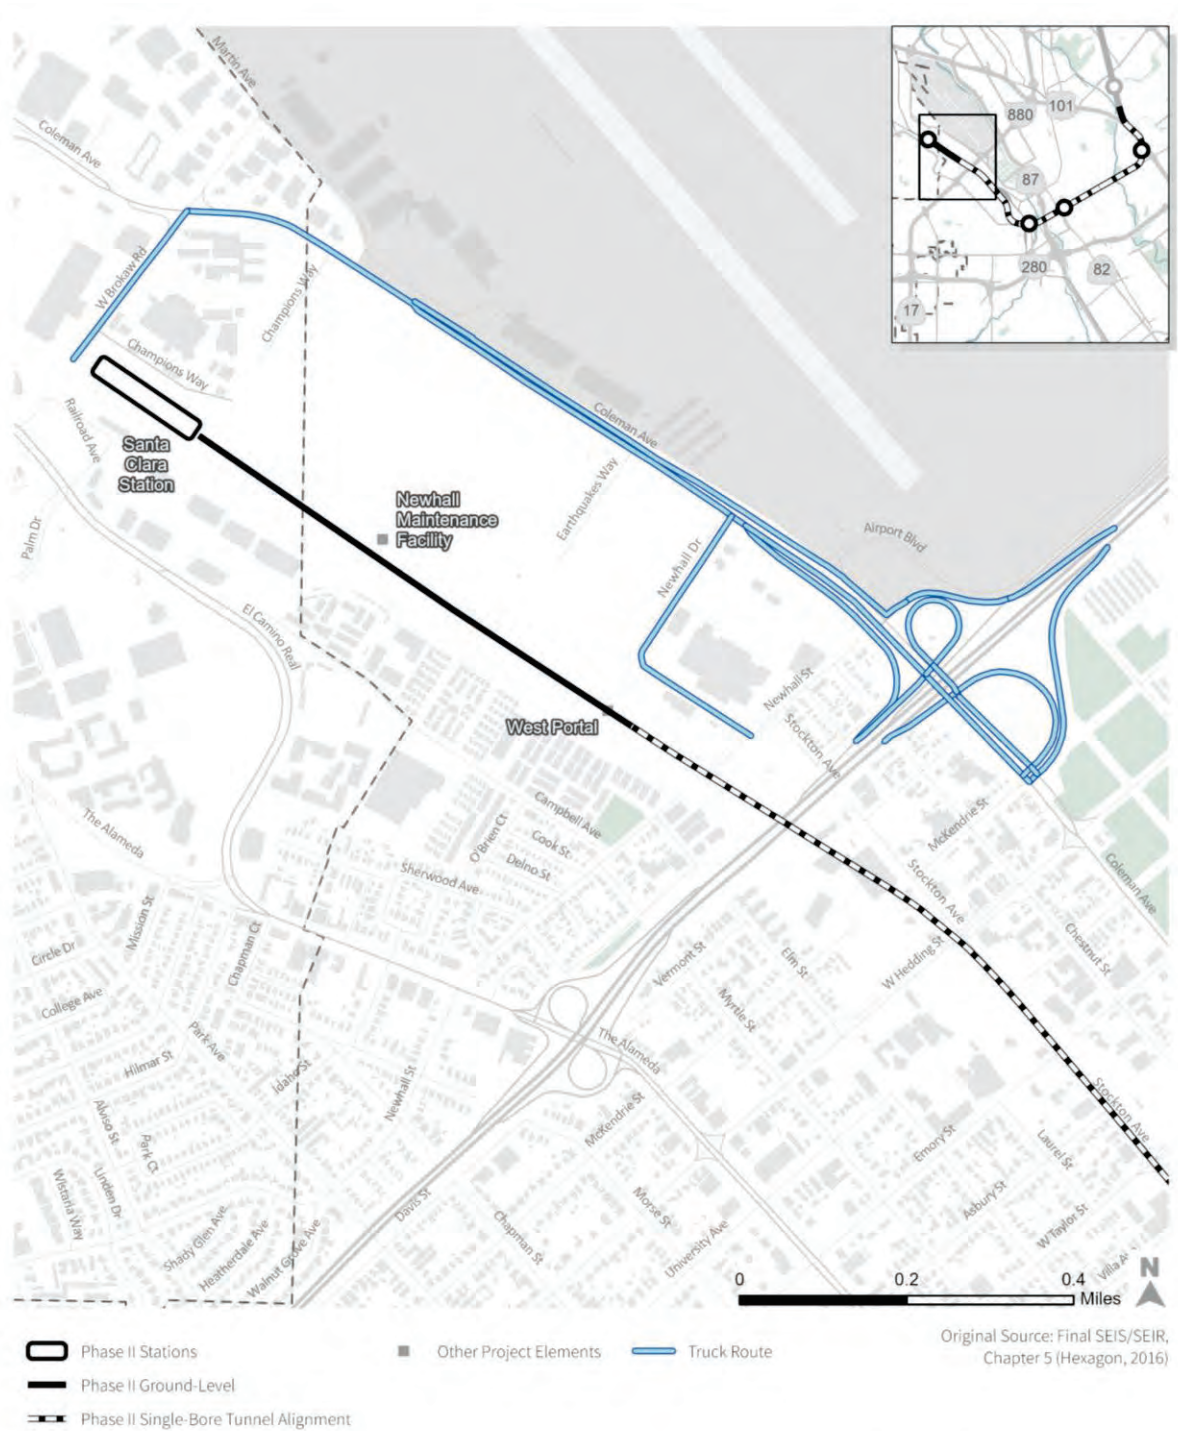 Martin Ave
Coleman Ave
880
101
87
280
82
17
W Brokaw Rd
Champions Way
Champions Way
Coleman Ave
Railroad Ave
Santa
Clara
Station
Newhall
Maintenance
Facility
Earthquakes Way
Airport Blvd
Palm Dr
Newhall Dr
El Camino Real
Newhall St
West Portal
Stockton Ave
The Alameda
Campbell Ave
O'Brien Ct
Cook St
Delno St
McKendrie St
Sherwood Ave
Stockton Ave
Coleman Ave
Mission St
Circle Dr
Chapman Ct
Vermont St
Elm St
W Hedding St
Chestnut St
College Ave
Myrtle St
Park Ave
The Alameda
Hilmar St
Idaho St
Newhall St
Stockton Ave
Alviso St
Park Ct
McKendrie St
Emory St
Laurel St
Wistaria Way
Linden Dr
Davis St
Morse St
Asbury St
Shady Glen Ave
Heatherdale Ave
Walnut Grove Ave
Chapman St
University Ave
W Taylor St
Villa A
N
0 0.2 0.4
Miles
Phase II Stations
Other Project Elements
Truck Route
Original Source: Final SEIS/SEIR,
Chapter 5 (Hexagon, 2016)
Phase II Ground-Level
Phase II Single-Bore Tunnel Alignment